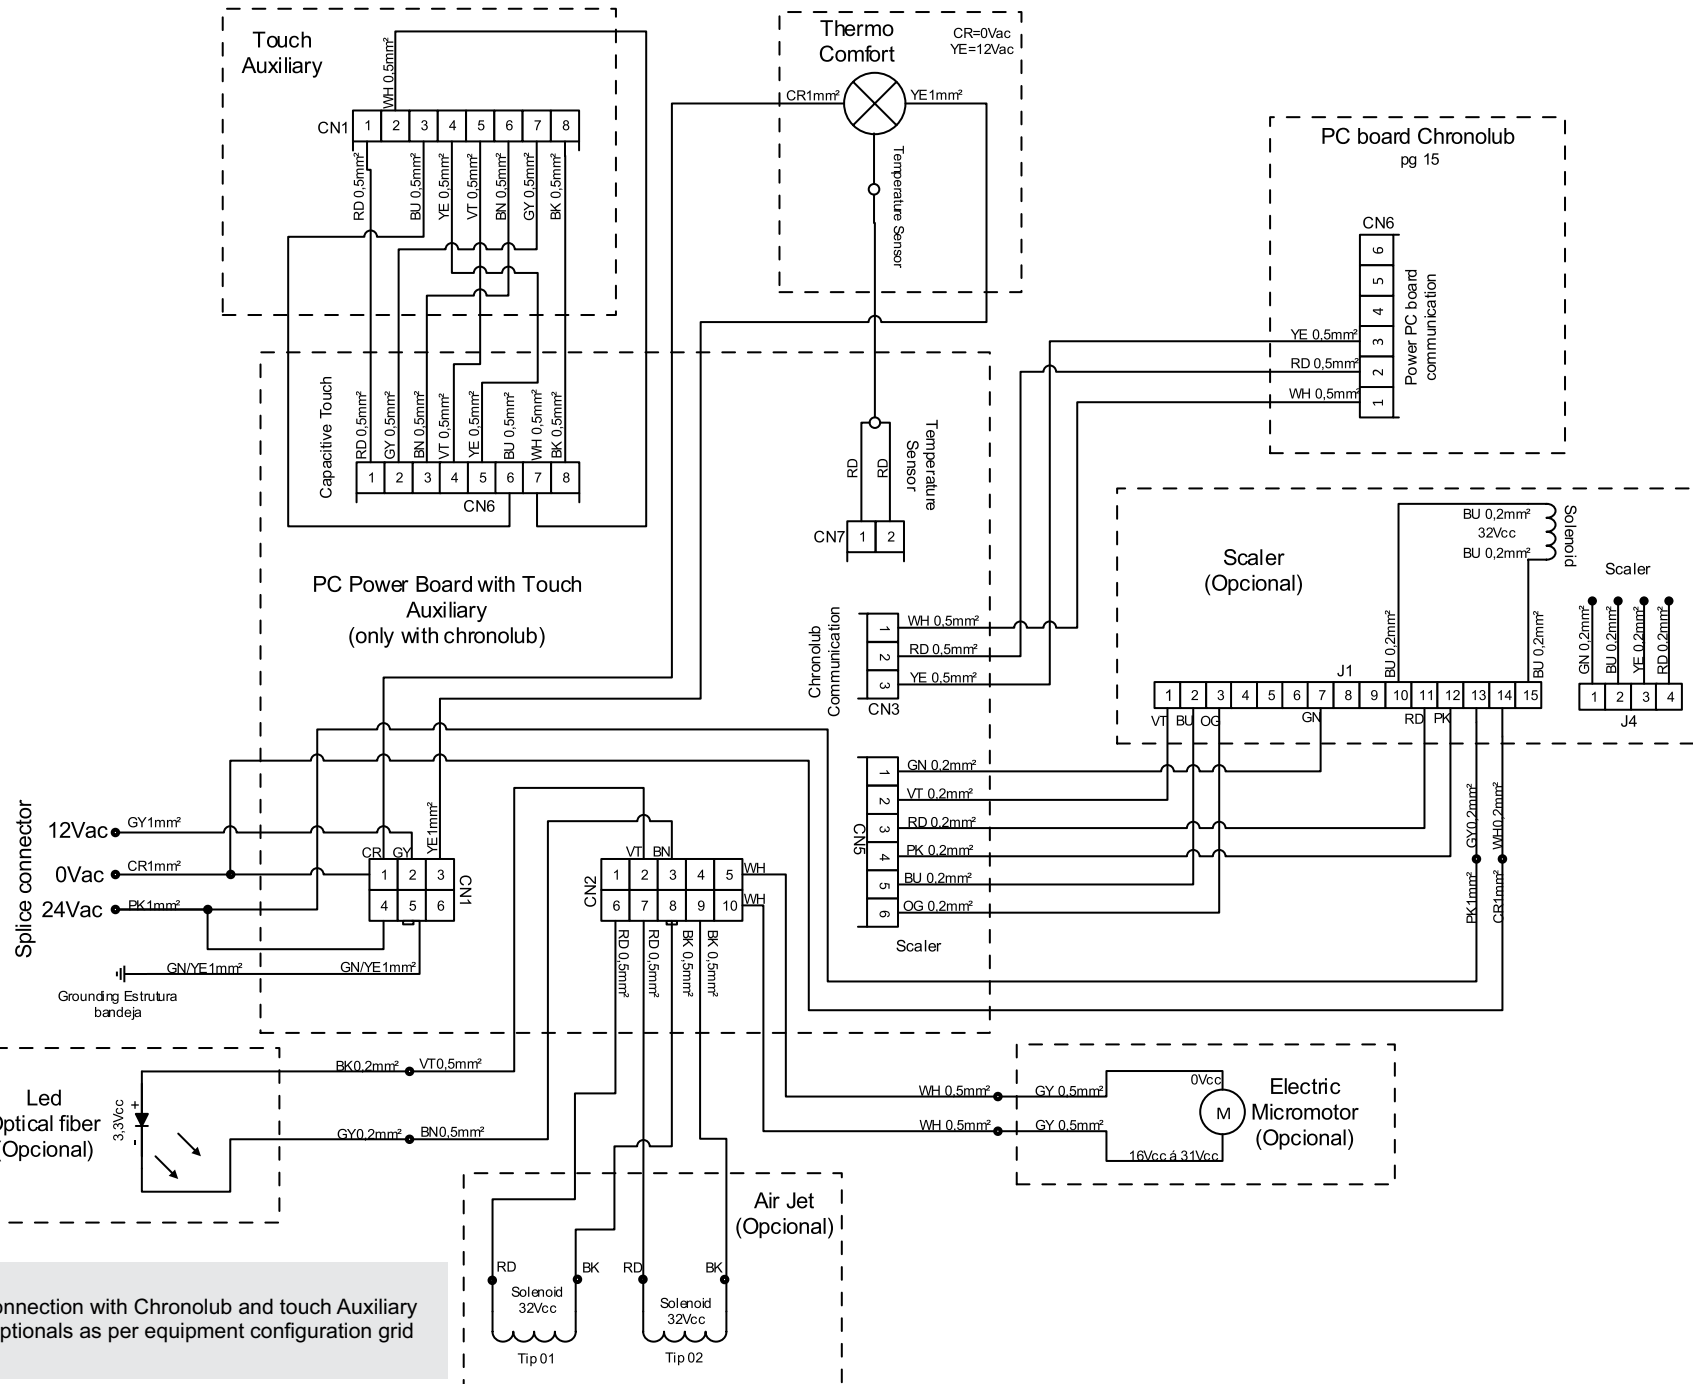 Touch
Auxiliary
WH 0,5mm²
CN1
1 2 3 4 5 6 7 8
RD 0,5mm²
BU 0,5mm²
YE 0,5mm²
VT 0,5mm²
BN 0,5mm²
GY 0,5mm²
BK 0,5mm²
Thermo
Comfort
CR=0Vac
YE=12Vac
CR1mm²
YE1mm²
Temperature Sensor
PC board Chronolub
pg 15
CN6
6
5
4
3
2
1
Power PC board
communication
YE 0,5mm²
RD 0,5mm²
WH 0,5mm²
Capacitive Touch
RD 0,5mm²
GY 0,5mm²
BN 0,5mm²
VT 0,5mm²
YE 0,5mm²
BU 0,5mm²
WH 0,5mm²
BK 0,5mm²
1 2 3 4 5 6 7 8
CN6
RD
RD
Temperature
Sensor
CN7
1 2
PC Power Board with Touch
Auxiliary
(only with chronolub)
Chronolub
Communication
1
2
3
WH 0,5mm²
RD 0,5mm²
YE 0,5mm²
CN3
Scaler
(Opcional)
BU 0,2mm²
32Vcc
BU 0,2mm²
Solenoid
BU 0,2mm²
BU 0,2mm²
J1
1 2 3 4 5 6 7 8 9 10 11 12 13 14 15
VT
BU
OG
GN
RD
PK
Scaler
GN 0,2mm²
BU 0,2mm²
YE 0,2mm²
RD 0,2mm²
1 2 3 4
J4
CN5
1
2
3
4
5
6
GN 0,2mm²
VT 0,2mm²
RD 0,2mm²
PK 0,2mm²
BU 0,2mm²
OG 0,2mm²
Scaler
GY0,2mm²
WH0,2mm²
PK1mm²
CR1mm²
Splice connector
12Vac
GY1mm²
0Vac
CR1mm²
24Vac
PK1mm²
GN/YE1mm²
GN/YE1mm²
Grounding Estrutura
bandeja
CR
GY
YE1mm²
1 2 3
4 5 6
CN1
VT
BN
CN2
1 2 3 4 5
6 7 8 9 10
WH
WH
RD 0,5mm²
RD 0,5mm²
BK 0,5mm²
BK 0,5mm²
Led
ptical fiber
(Opcional)
3,3Vcc
+
-
BK0,2mm²
VT0,5mm²
GY0,2mm²
BN0,5mm²
WH 0,5mm²
GY 0,5mm²
WH 0,5mm²
GY 0,5mm²
0Vcc
M
16Vcc á 31Vcc
Electric
Micromotor
(Opcional)
Air Jet
(Opcional)
RD
BK
RD
BK
Solenoid
32Vcc
Solenoid
32Vcc
Tip 01
Tip 02
onnection with Chronolub and touch Auxiliary
ptionals as per equipment configuration grid